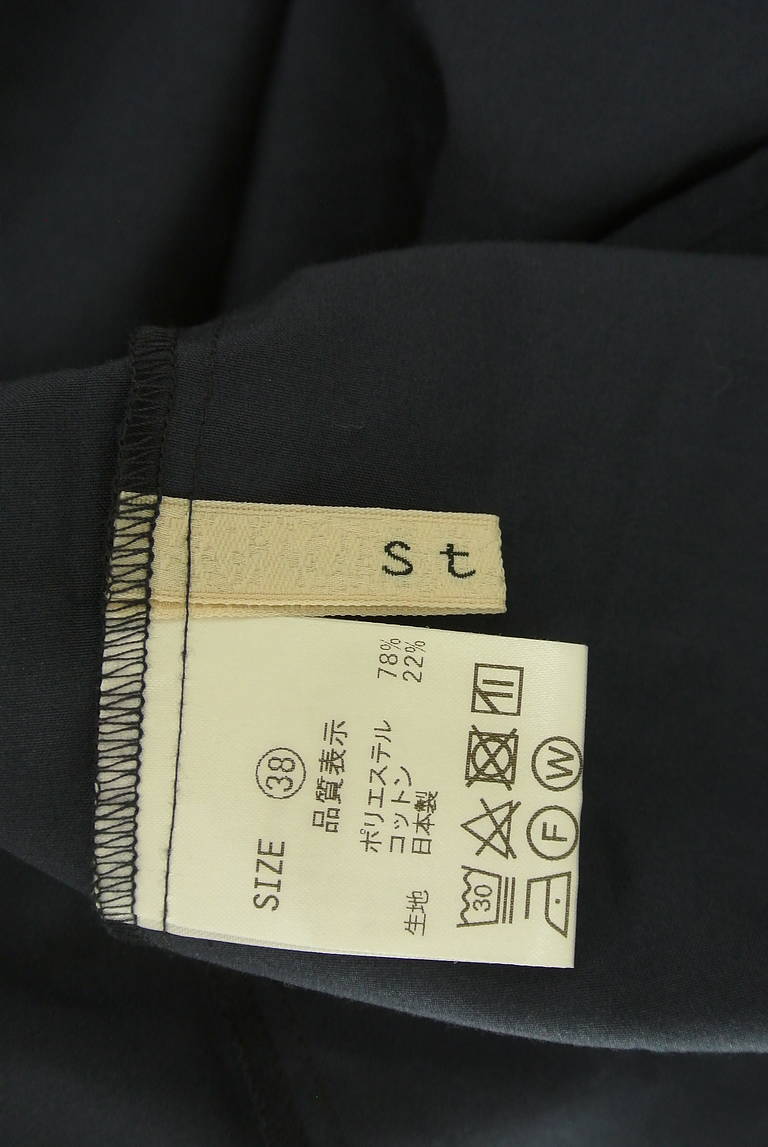 St
SIZE 38
品質表示
ポリエステル 78%
コットン 22%
生地 日本製
30
F
W